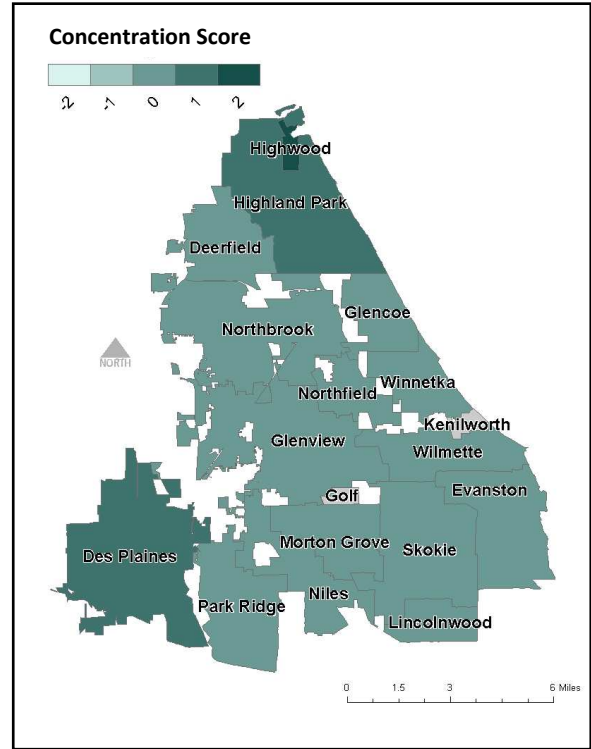 Concentration Score
-2 -1 0 1 2
Highwood
Highland Park
Deerfield
Glencoe
Northbrook
NORTH
Winnetka
Northfield
Kenilworth
Glenview
Wilmette
Evanston
Golf
Morton Grove
Skokie
Des Plaines
Niles
Park Ridge
Lincolnwood
0 1.5 3 6 Miles